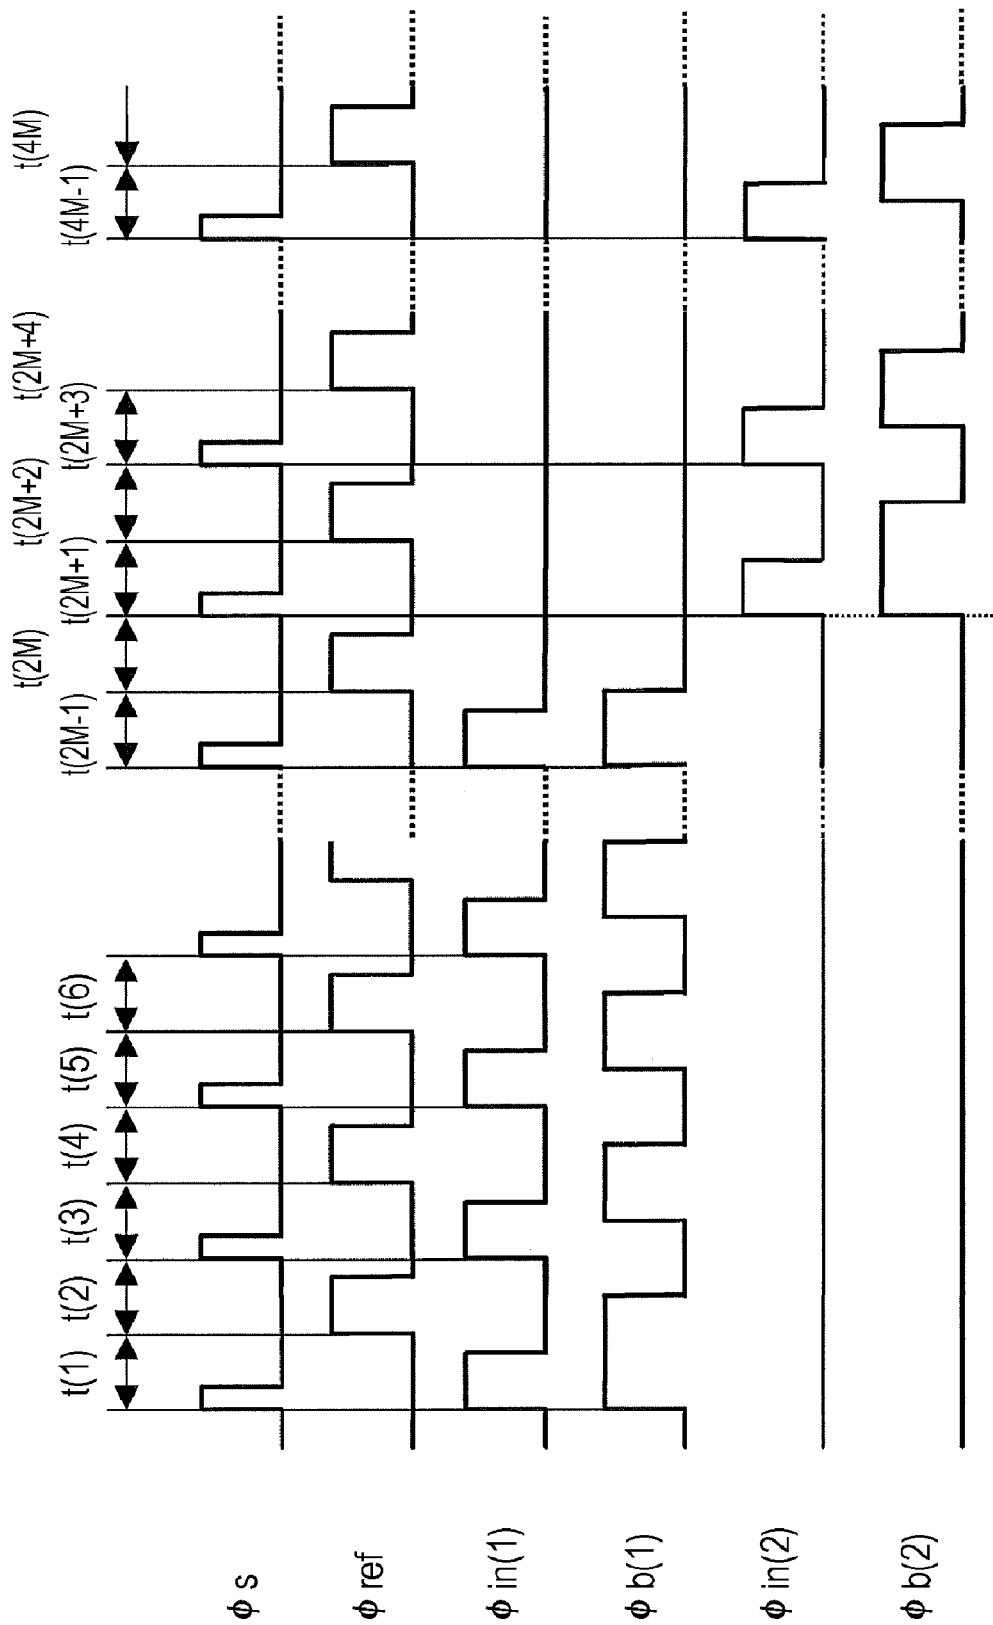 t(1)
t(2)
t(3)
t(4)
t(5)
t(6)
t(2M-1)
t(2M)
t(2M+1)
t(2M+2)
t(2M+3)
t(2M+4)
t(4M-1)
t(4M)
ϕ s
ϕ ref
ϕ in(1)
ϕ b(1)
ϕ in(2)
ϕ b(2)